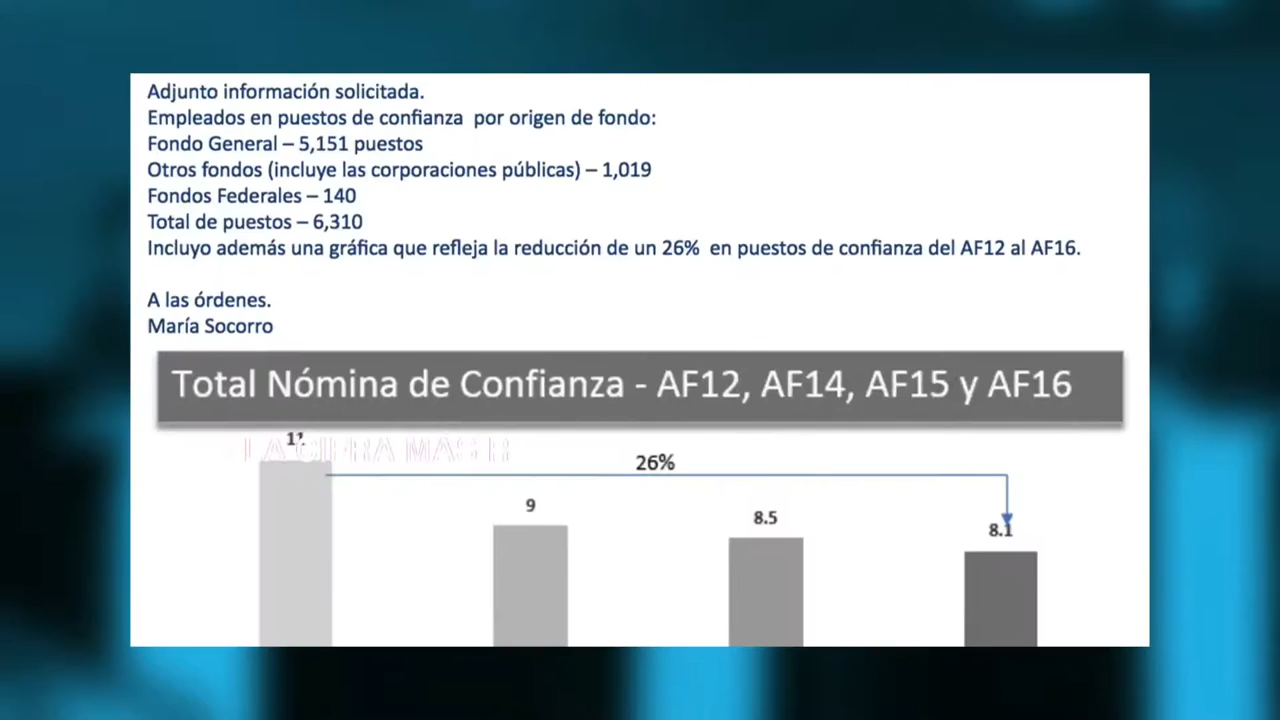 Adjunto información solicitada.
Empleados en puestos de confianza por origen de fondo:
Fondo General – 5,151 puestos
Otros fondos (incluye las corporaciones públicas) – 1,019
Fondos Federales – 140
Total de puestos – 6,310
Incluyo además una gráfica que refleja la reducción de un 26% en puestos de confianza del AF12 al AF16.
A las órdenes.
María Socorro
Total Nómina de Confianza - AF12, AF14, AF15 y AF16
LA CIFRA MAS
26%
9
8.5
8.1